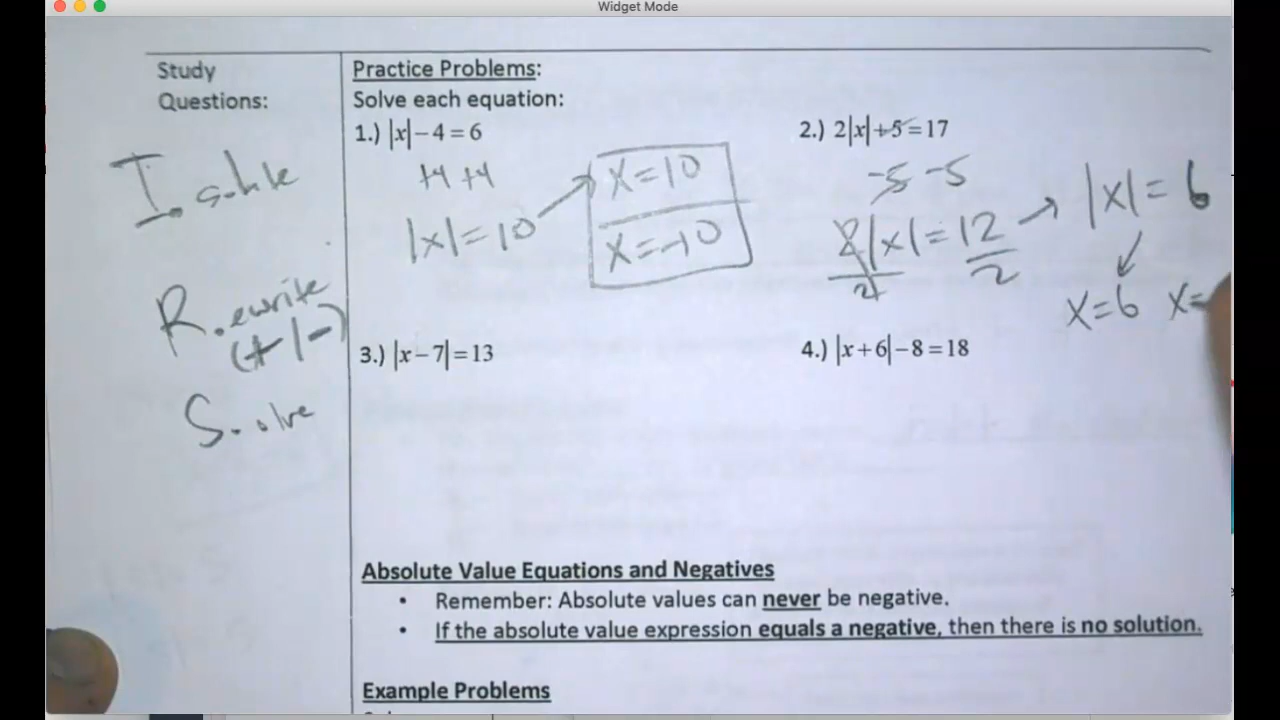 Widget Mode
Study
Questions:
I. solate
R. ewrite
(+/-)
S. olve
Practice Problems:
Solve each equation:
1.) |x| - 4 = 6
+4 +4
|x| = 10
x = 10
x = -10
2.) 2|x| + 5 = 17
-5 -5
2|x| = 12
2 2
|x| = 6
x = 6 x =
3.) |x - 7| = 13
4.) |x + 6| - 8 = 18
Absolute Value Equations and Negatives
• Remember: Absolute values can never be negative.
• If the absolute value expression equals a negative, then there is no solution.
Example Problems